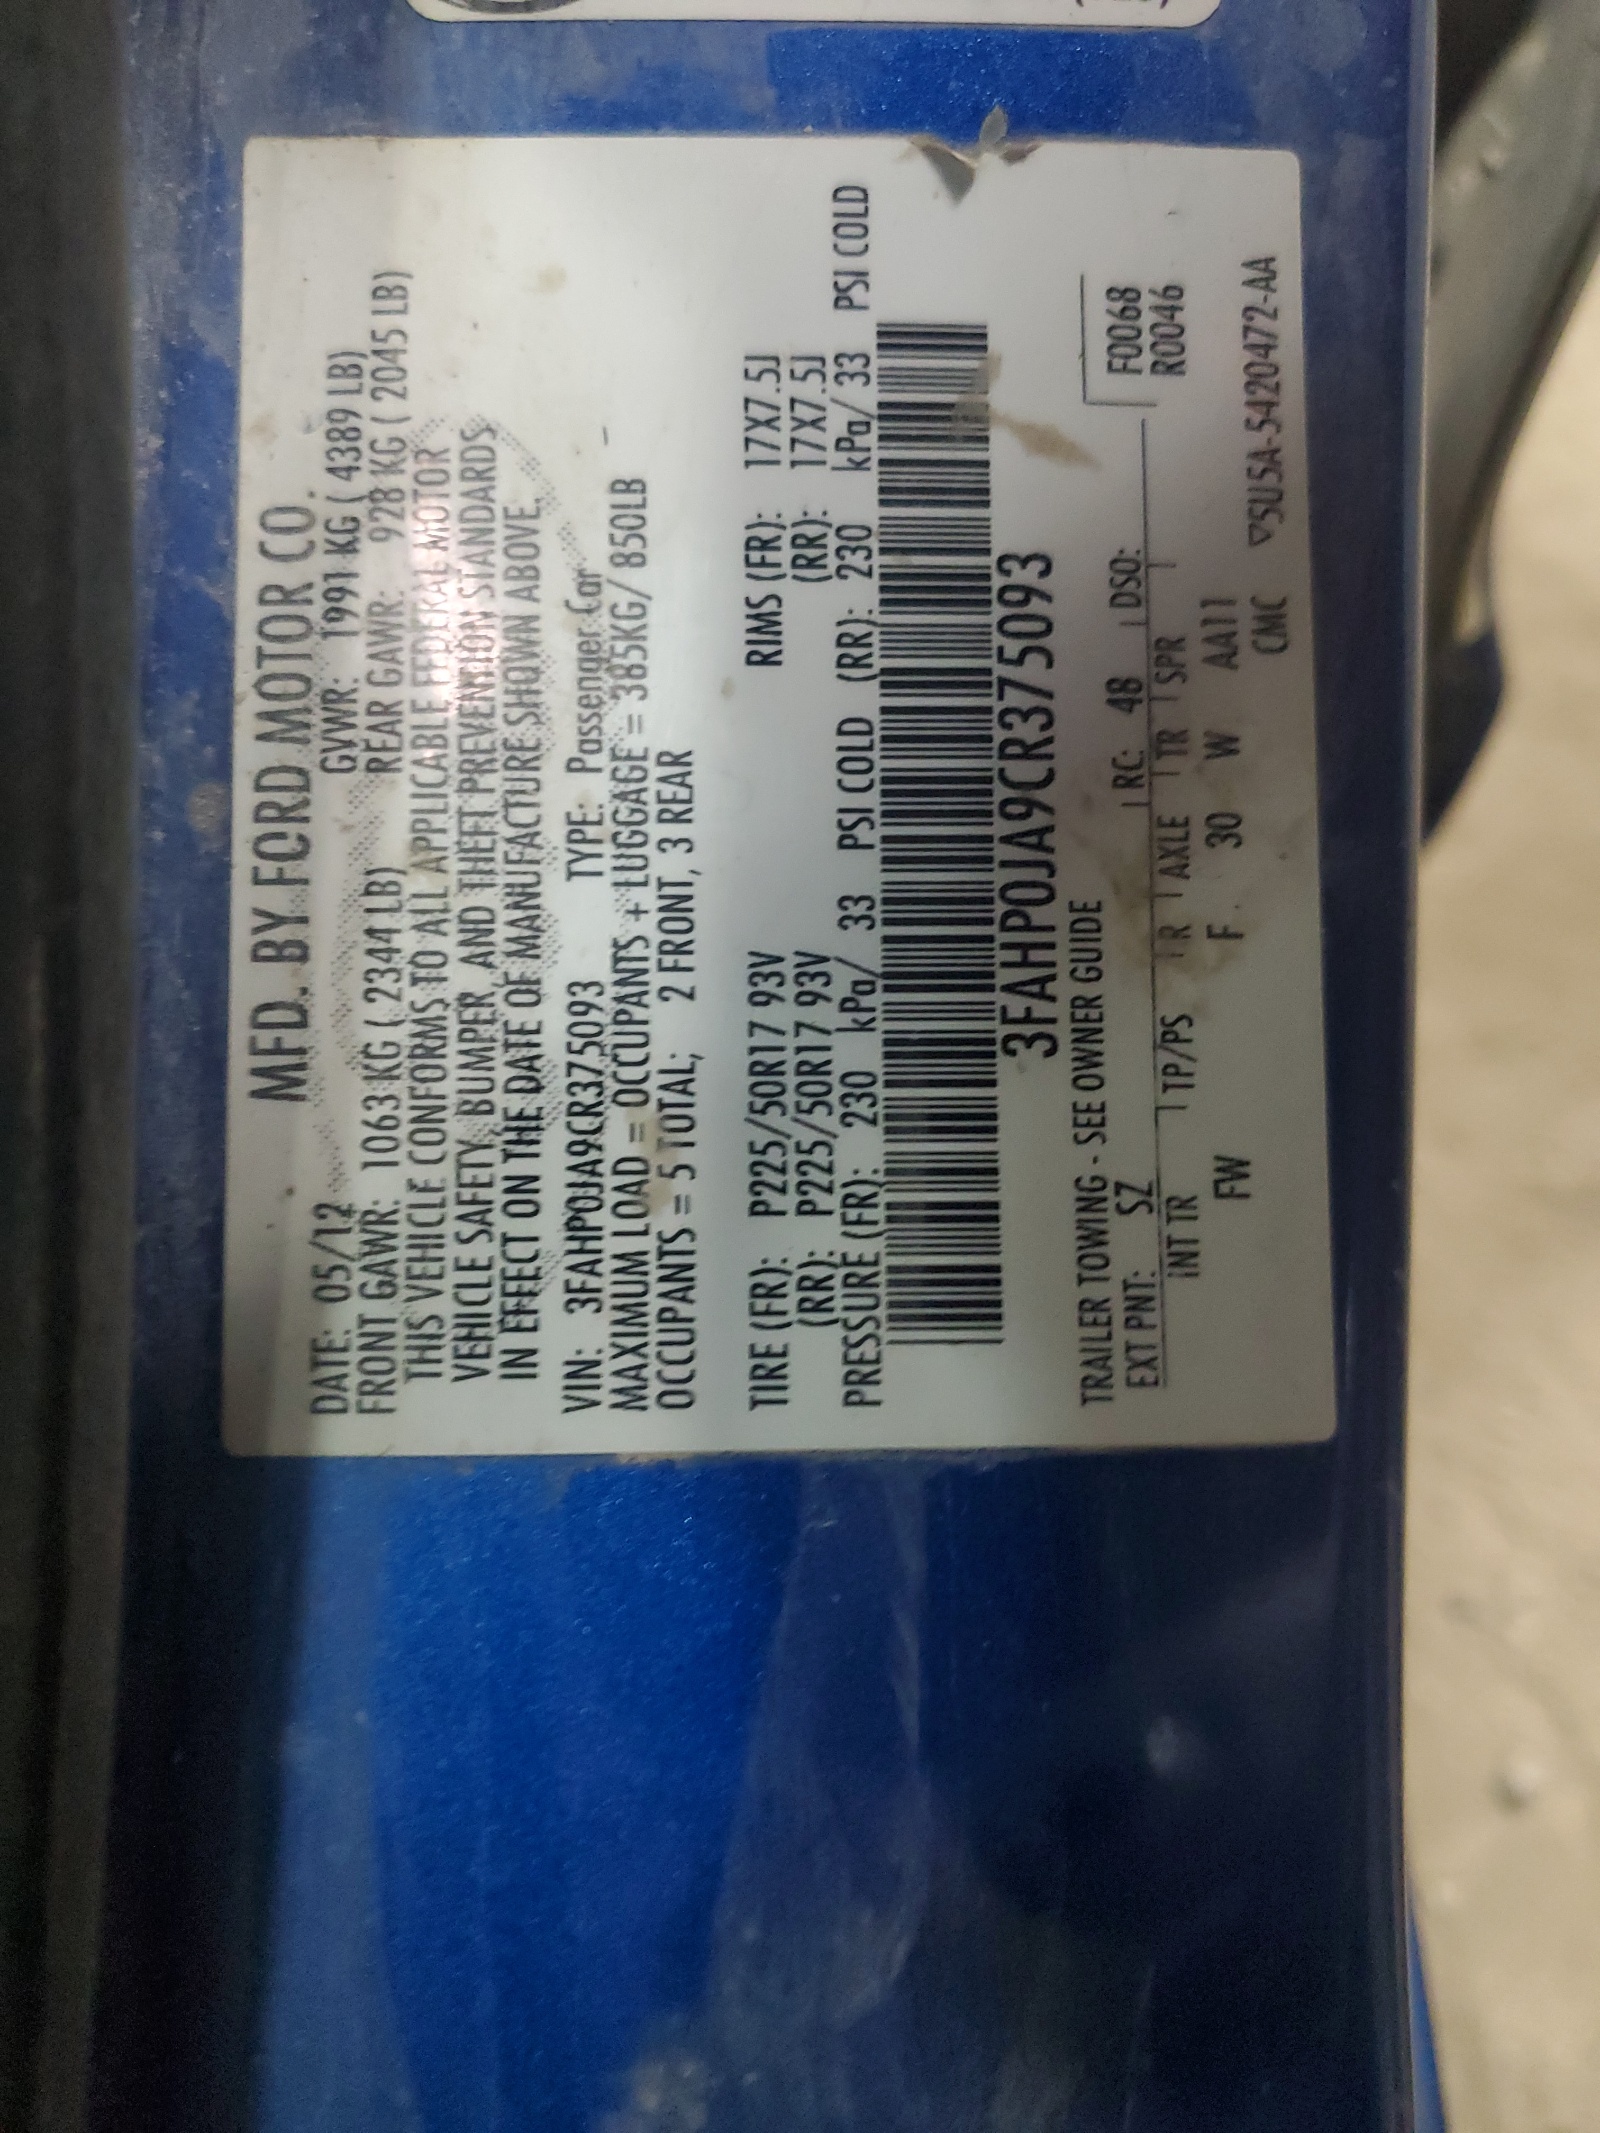 MFD. BY FORD MOTOR CO.
DATE: 05/12 GVWR: 1991 KG ( 4389 LB)
FRONT GAWR: 1063 KG ( 2344 LB) REAR GAWR: 928 KG ( 2045 LB)
THIS VEHICLE CONFORMS TO ALL APPLICABLE FEDERAL MOTOR
VEHICLE SAFETY, BUMPER, AND THEFT PREVENTION STANDARDS
IN EFFECT ON THE DATE OF MANUFACTURE SHOWN ABOVE.
VIN: 3FAHP0JA9CR375093 TYPE: Passenger Car
MAXIMUM LOAD = OCCUPANTS + LUGGAGE = 385KG/ 850LB
OCCUPANTS = 5 TOTAL; 2 FRONT, 3 REAR
TIRE (FR): P225/50R17 93V RIMS (FR): 17X7.5J
(RR): P225/50R17 93V (RR): 17X7.5J
PRESSURE (FR): 230 kPa/ 33 PSI COLD (RR): 230 kPa/ 33 PSI COLD
3FAHP0JA9CR375093
TRAILER TOWING - SEE OWNER GUIDE
EXT PNT: SZ RC: 48 DSO: F0068
R0046
INT TR TP/PS R AXLE TR SPR
FW F 30 W AA11
CMC ▽5U5A-5420472-AA